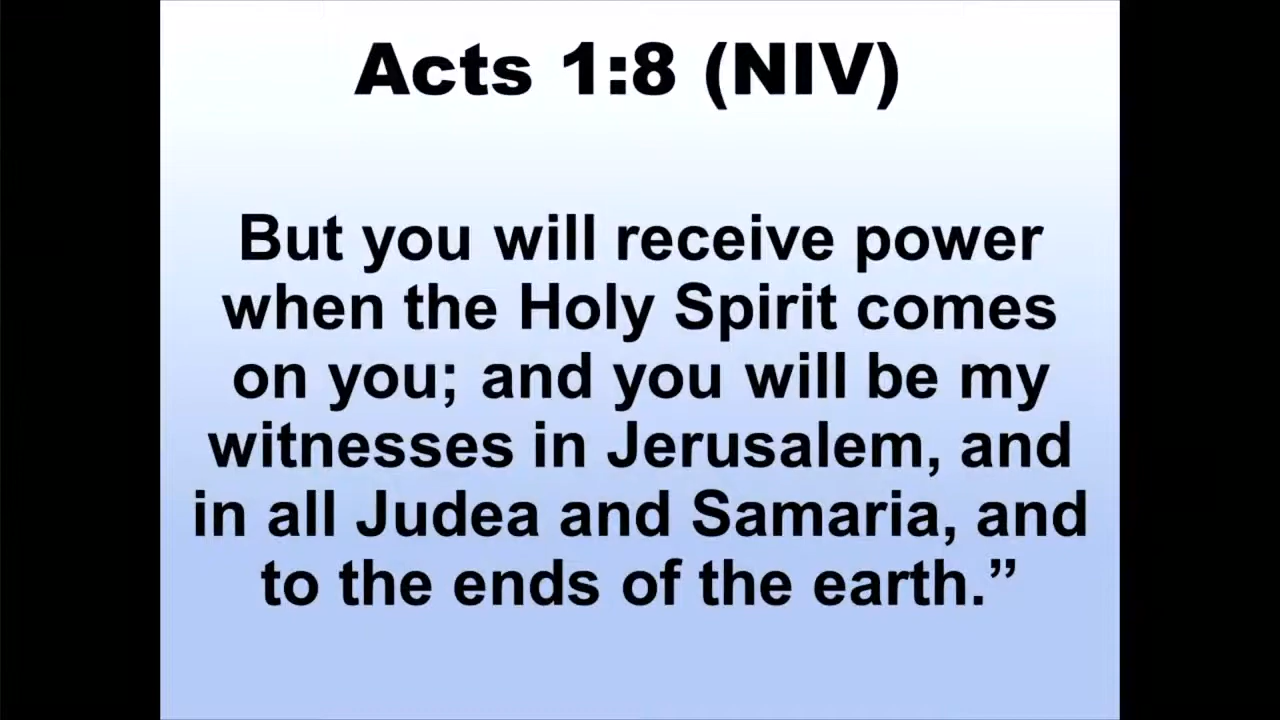 Acts 1:8 (NIV)
But you will receive power
when the Holy Spirit comes
on you; and you will be my
witnesses in Jerusalem, and
in all Judea and Samaria, and
to the ends of the earth.”